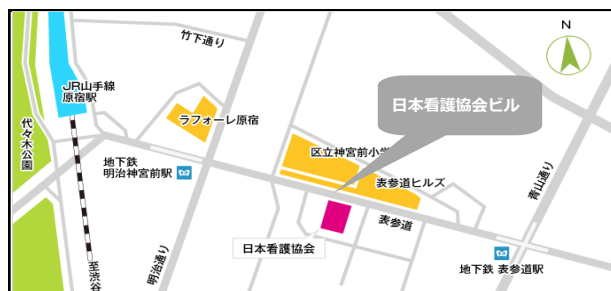 N
竹下通り
JR山手線
原宿駅
日本看護協会ビル
ラフォーレ原宿
代々木公園
区立神宮前小学
地下鉄
明治神宮前駅
表参道ヒルズ
青山通り
表参道
日本看護協会
明治通り
至渋谷
地下鉄 表参道駅